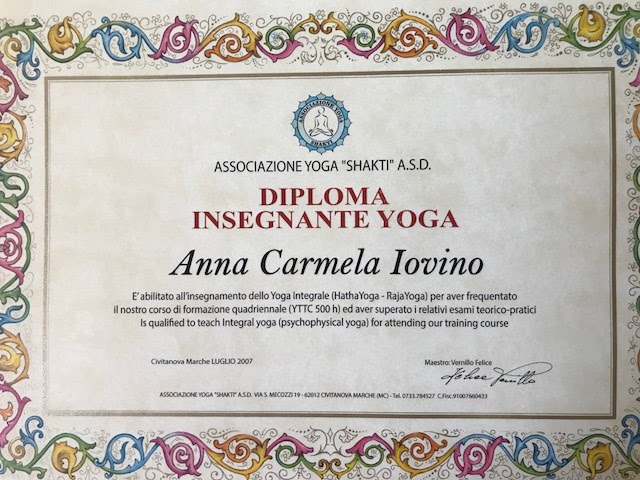 ASSOCIAZIONE YOGA
SHAKTI
ASSOCIAZIONE YOGA "SHAKTI" A.S.D.
DIPLOMA
INSEGNANTE YOGA
Anna Carmela Iovino
E' abilitato all'insegnamento dello Yoga integrale (HathaYoga - RajaYoga) per aver frequentato
il nostro corso di formazione quadriennale (YTTC 500 h) ed aver superato i relativi esami teorico-pratici
Is qualified to teach Integral yoga (psychophysical yoga) for attending our training course
Civitanova Marche LUGLIO 2007
Maestro: Vernillo Felice
Felice Vernillo
ASSOCIAZIONE YOGA "SHAKTI" A.S.D. VIA S. MECOZZI 19 - 62012 CIVITANOVA MARCHE (MC) - Tel. 0733.784527 C.Fisc.91007660433